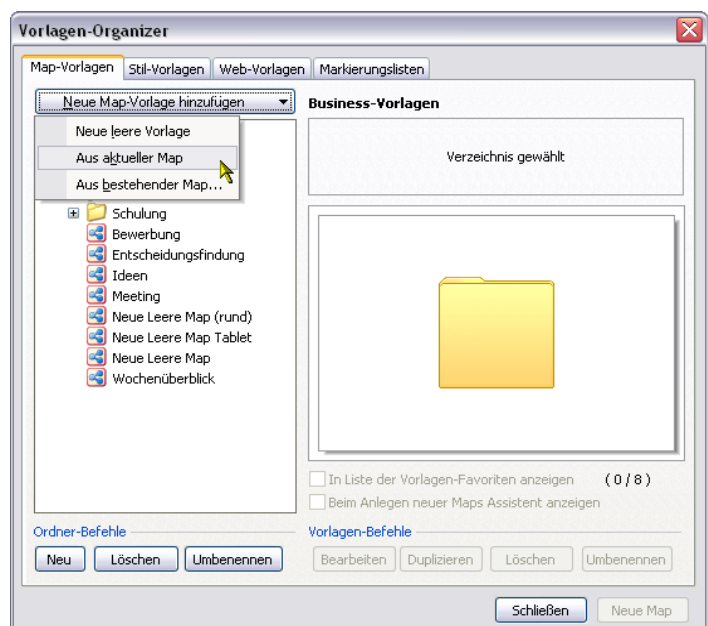 Vorlagen-Organizer
Map-Vorlagen Stil-Vorlagen Web-Vorlagen Markierungslisten
Neue Map-Vorlage hinzufügen
Neue leere Vorlage
Aus aktueller Map
Aus bestehender Map...
Schulung
Bewerbung
Entscheidungsfindung
Ideen
Meeting
Neue Leere Map (rund)
Neue Leere Map Tablet
Neue Leere Map
Wochenüberblick
Business-Vorlagen
Verzeichnis gewählt
In Liste der Vorlagen-Favoriten anzeigen (0/8)
Beim Anlegen neuer Maps Assistent anzeigen
Ordner-Befehle
Neu Löschen Umbenennen
Vorlagen-Befehle
Bearbeiten Duplizieren Löschen Umbenennen
Schließen Neue Map